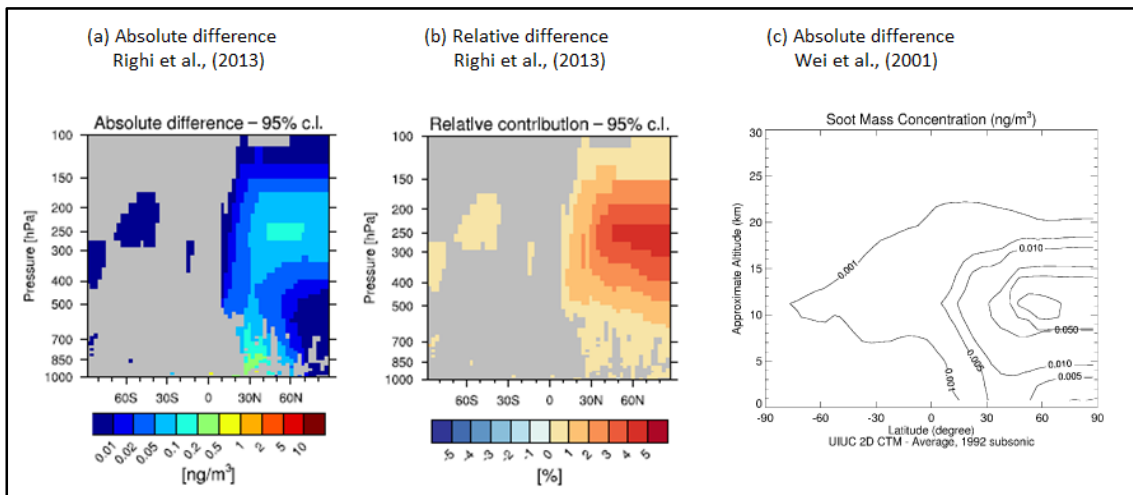 (a) Absolute difference
Righi et al., (2013)
(b) Relative difference
Righi et al., (2013)
(c) Absolute difference
Wei et al., (2001)
Absolute difference – 95% c.l.
Pressure [hPa]
100
150
200
300
400
500
700
850
1000
60S 30S 0 30N 60N
0.01 0.02 0.05 0.1 0.2 0.5 1 2 5 10
[ng/m³]
Relative contribution – 95% c.l.
Pressure [hPa]
100
150
200
300
400
500
700
850
1000
60S 30S 0 30N 60N
-5 -4 -3 -2 -1 0 1 2 3 4 5
[%]
Soot Mass Concentration (ng/m³)
Approximate Altitude (km)
30
25
20
15
10
5
0
0.001
0.010
0.050
0.010
0.005
0.005
0.001
-90 -60 -30 0 30 60 90
Latitude (degree)
UIUC 2D CTM - Average, 1992 subsonic